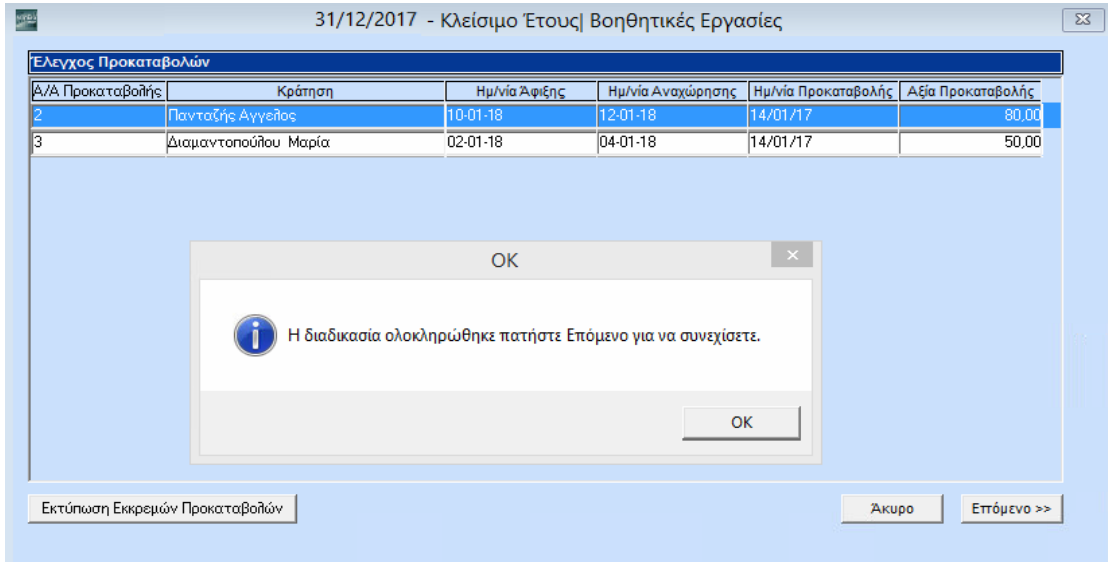 31/12/2017 - Κλείσιμο Έτους| Βοηθητικές Εργασίες
Έλεγχος Προκαταβολών
Α/Α Προκαταβολής Κράτηση Ημ/νία Άφιξης Ημ/νία Αναχώρησης Ημ/νία Προκαταβολής Αξία Προκαταβολής
2 Πανταζής Αγγελος 10-01-18 12-01-18 14/01/17 80,00
3 Διαμαντοπούλου Μαρία 02-01-18 04-01-18 14/01/17 50,00
OK
Η διαδικασία ολοκληρώθηκε πατήστε Επόμενο για να συνεχίσετε.
OK
Εκτύπωση Εκκρεμών Προκαταβολών Άκυρο Επόμενο >>